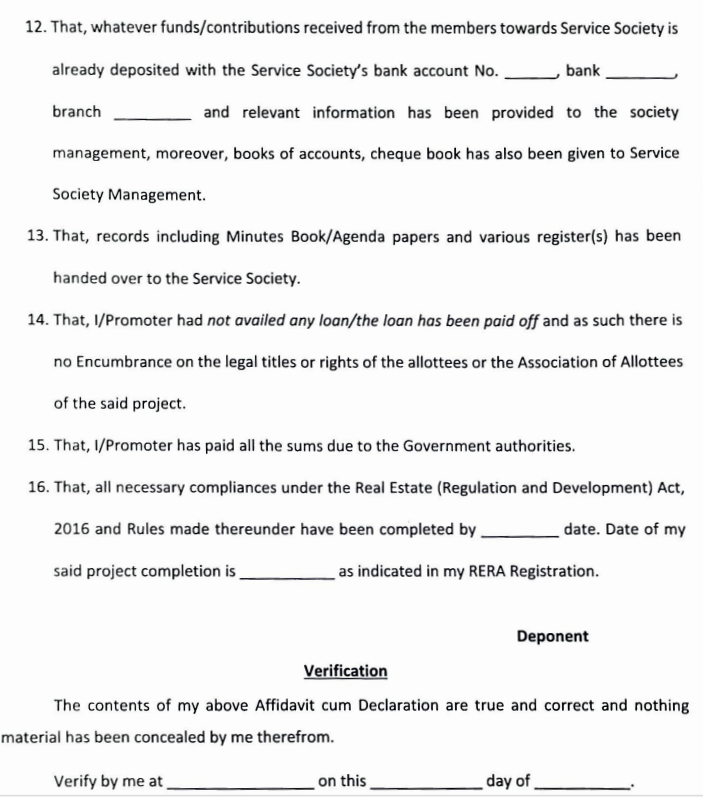 12. That, whatever funds/contributions received from the members towards Service Society is
already deposited with the Service Society's bank account No. ______, bank ________,
branch _________ and relevant information has been provided to the society
management, moreover, books of accounts, cheque book has also been given to Service
Society Management.
13. That, records including Minutes Book/Agenda papers and various register(s) has been
handed over to the Service Society.
14. That, I/Promoter had not availed any loan/the loan has been paid off and as such there is
no Encumbrance on the legal titles or rights of the allottees or the Association of Allottees
of the said project.
15. That, I/Promoter has paid all the sums due to the Government authorities.
16. That, all necessary compliances under the Real Estate (Regulation and Development) Act,
2016 and Rules made thereunder have been completed by _________ date. Date of my
said project completion is ___________ as indicated in my RERA Registration.
Deponent
Verification
The contents of my above Affidavit cum Declaration are true and correct and nothing
material has been concealed by me therefrom.
Verify by me at _________________ on this _____________ day of ___________.